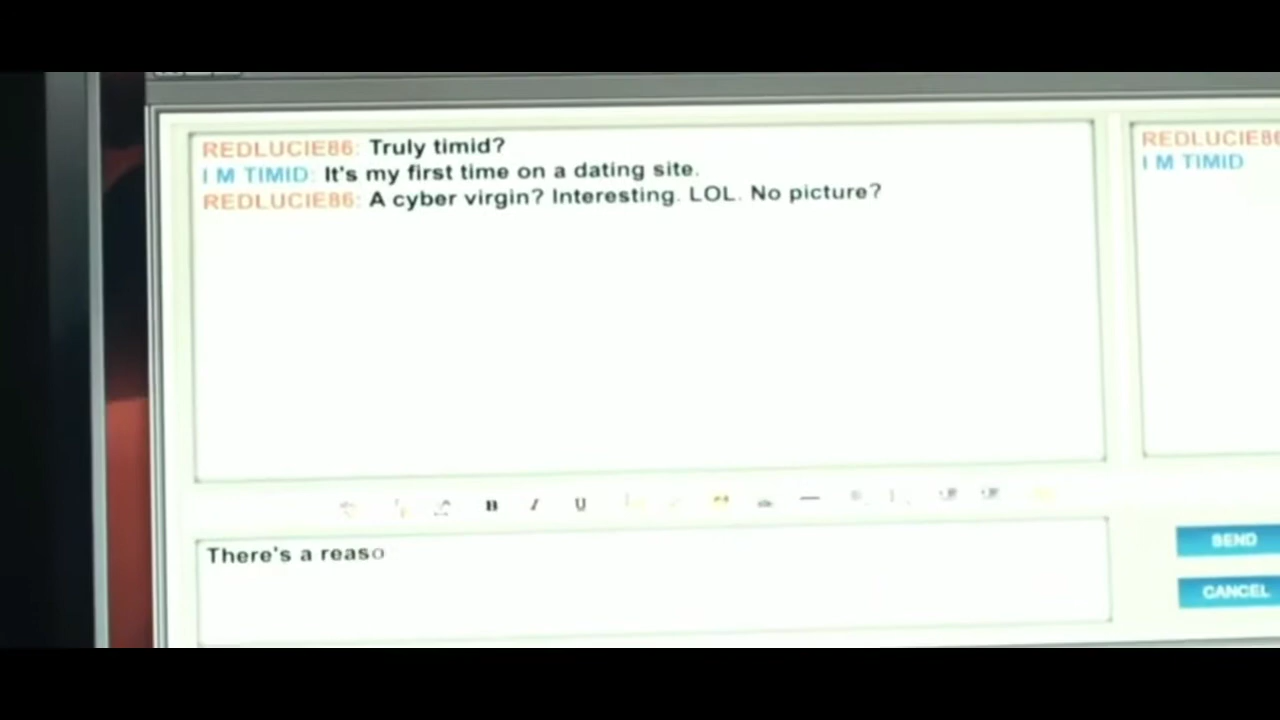 REDLUCIE86: Truly timid?
I M TIMID: It's my first time on a dating site.
REDLUCIE86: A cyber virgin? Interesting. LOL. No picture?
REDLUCIE86
I M TIMID
B I U
There's a reaso
SEND
CANCEL